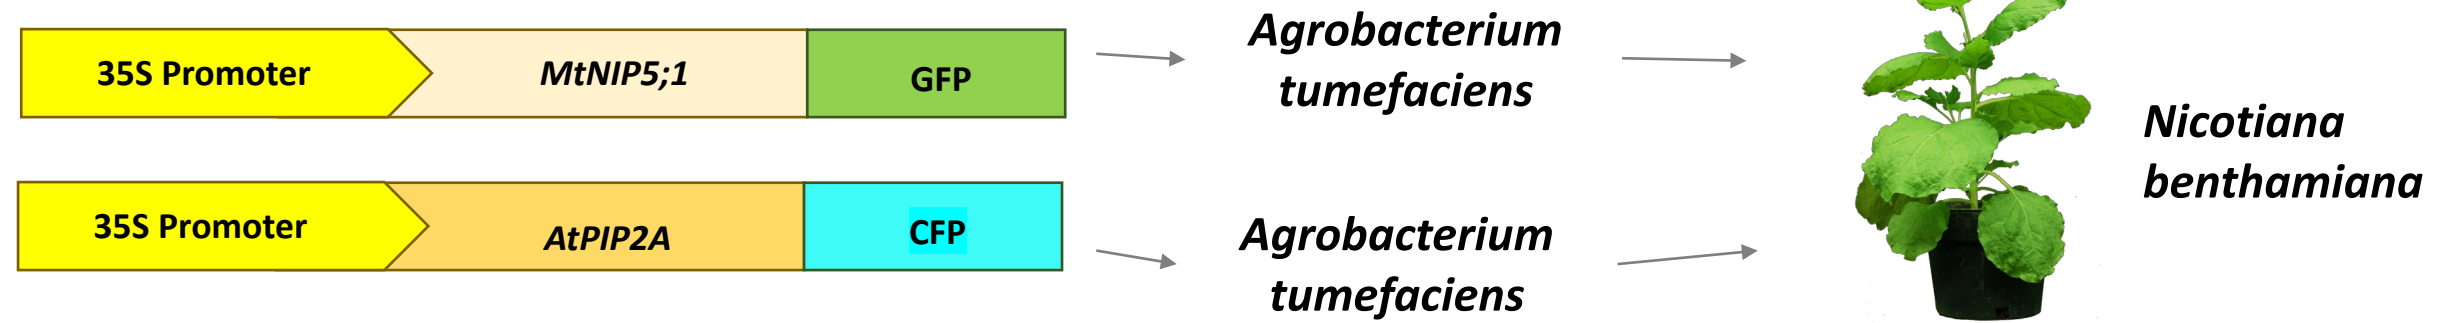 35S Promoter MtNIP5;1 GFP
Agrobacterium
tumefaciens
35S Promoter AtPIP2A CFP
Agrobacterium
tumefaciens
Nicotiana
benthamiana